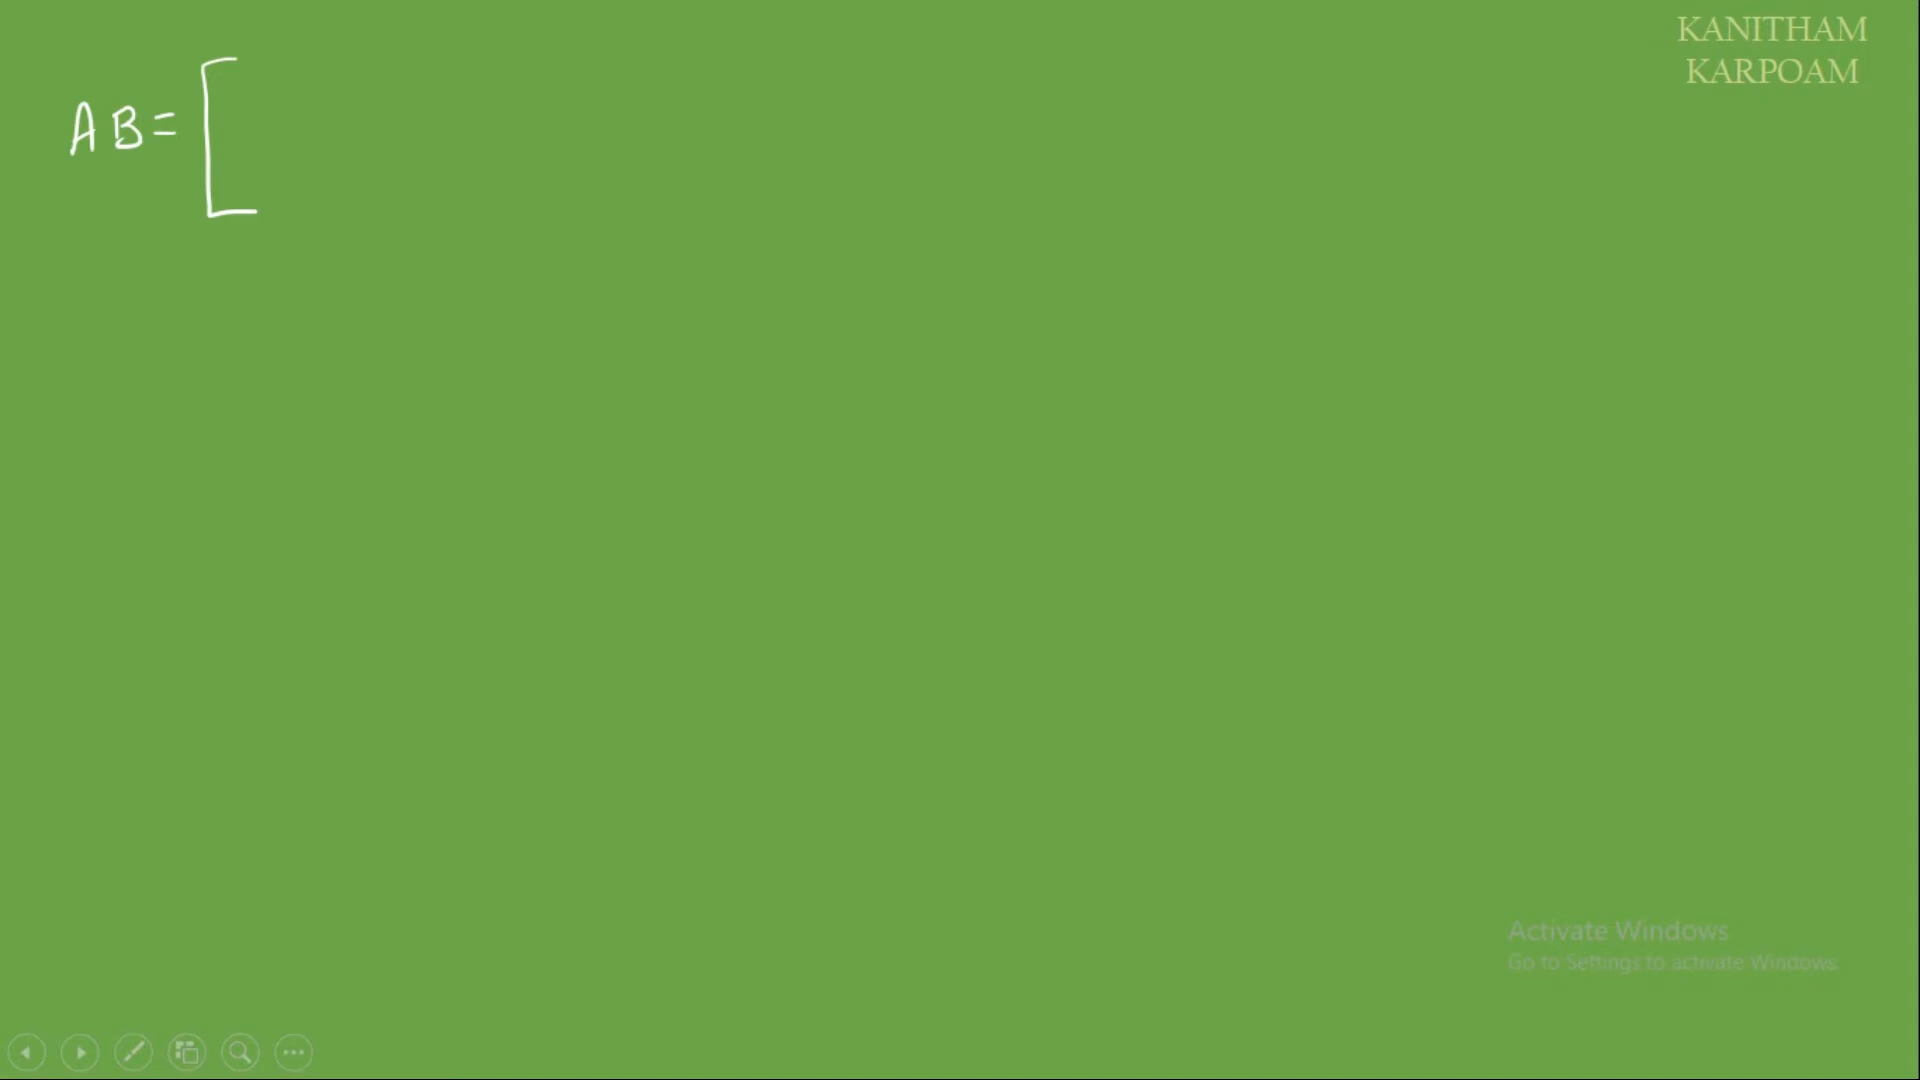 KANITHAM
KARPOAM
AB= [
Activate Windows
Go to Settings to activate Windows.